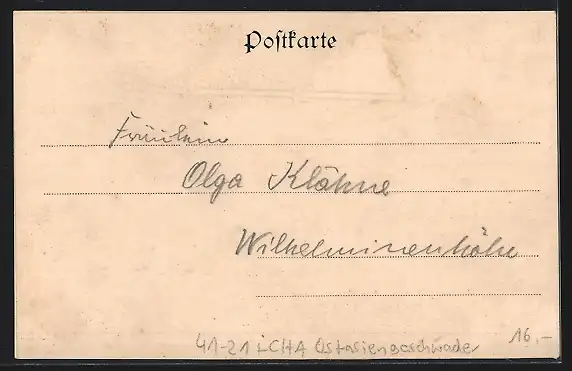 Postkarte
Fräulein
Olga Klähne
Wilhelminenhöhe
41-21 LCHA Ostasiengeschwader 16,-